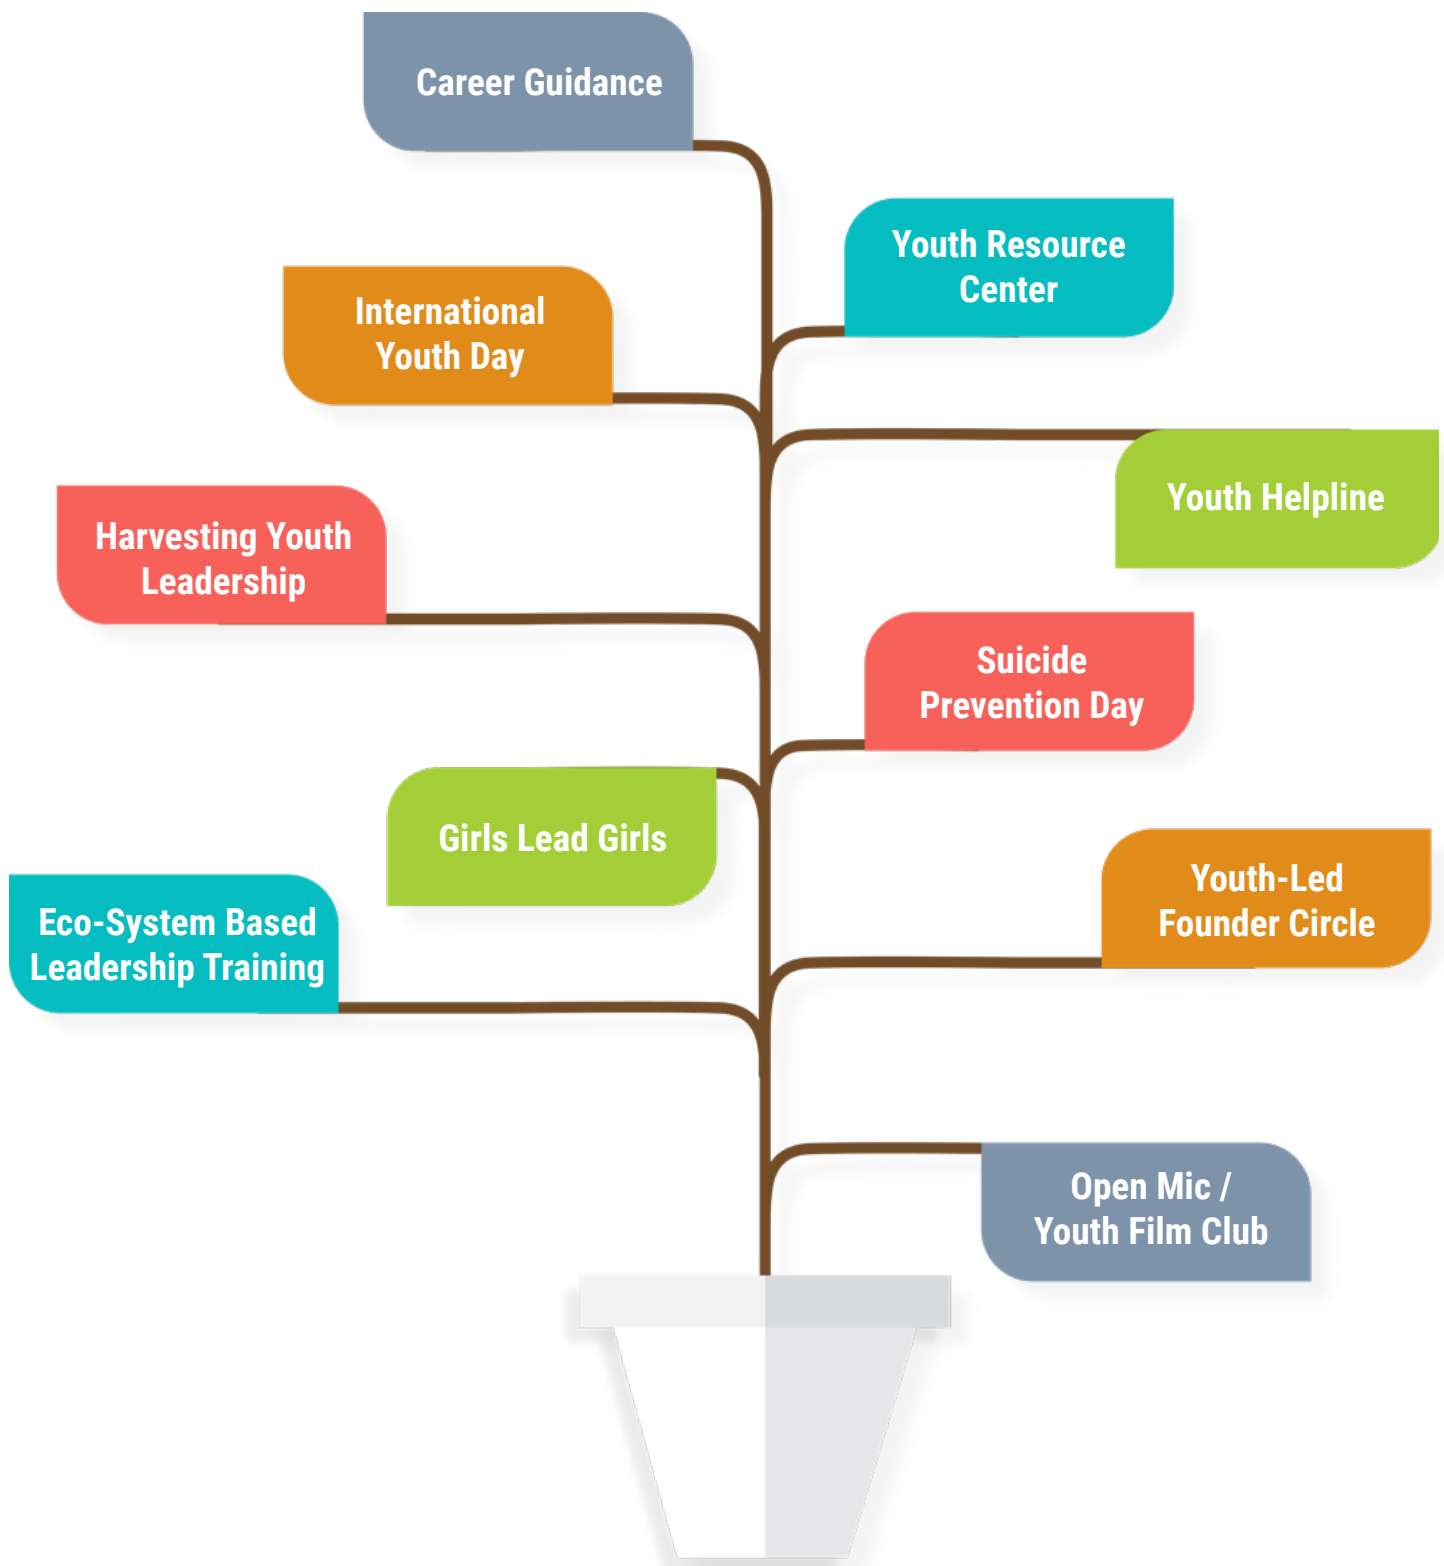 Career Guidance
Youth Resource
Center
International
Youth Day
Youth Helpline
Harvesting Youth
Leadership
Suicide
Prevention Day
Girls Lead Girls
Youth-Led
Founder Circle
Eco-System Based
Leadership Training
Open Mic /
Youth Film Club